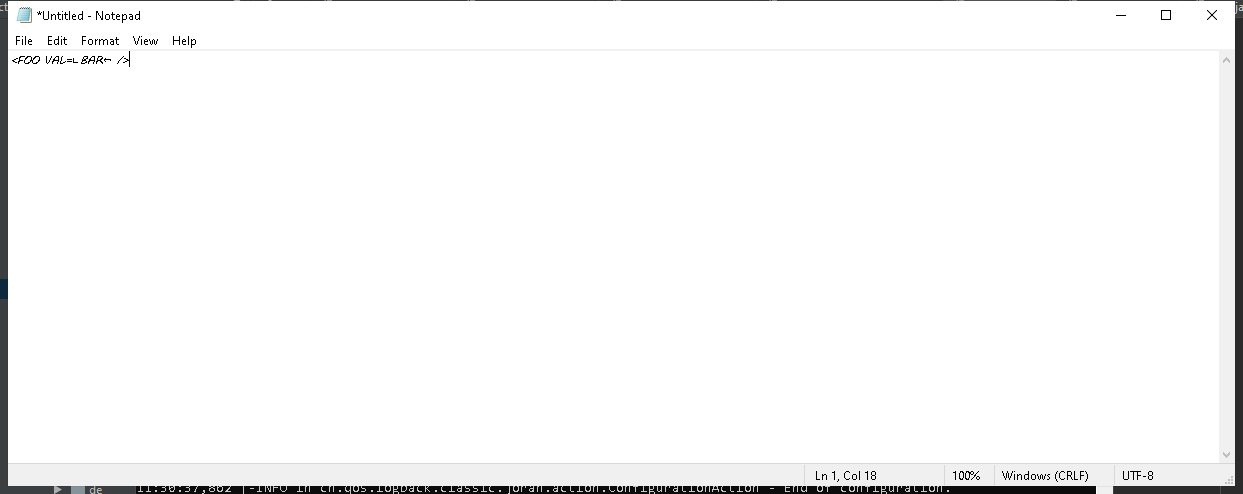 *Untitled - Notepad
File Edit Format View Help
<FOO VAL=∟BAR↔ />
Ln 1, Col 18 100% Windows (CRLF) UTF-8
de 11:30:37,862 |-INFO in ch.qos.logback.classic.joran.action.ConfigurationAction - End of configuration.